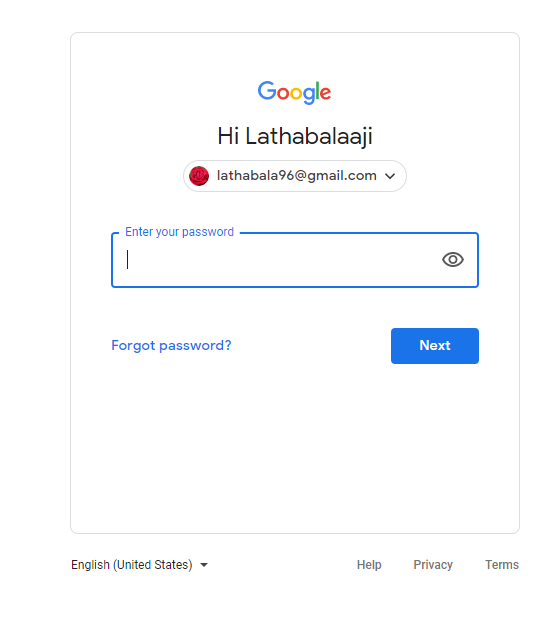 Google
Hi Lathabalaaji
lathabala96@gmail.com
Enter your password
Forgot password?
Next
English (United States)
Help
Privacy
Terms